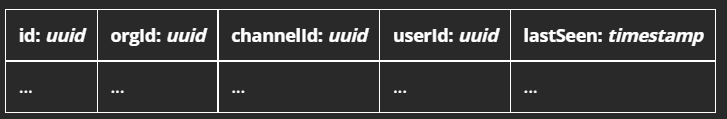 id: uuid orgId: uuid channelId: uuid userId: uuid lastSeen: timestamp
... ... ... ... ...